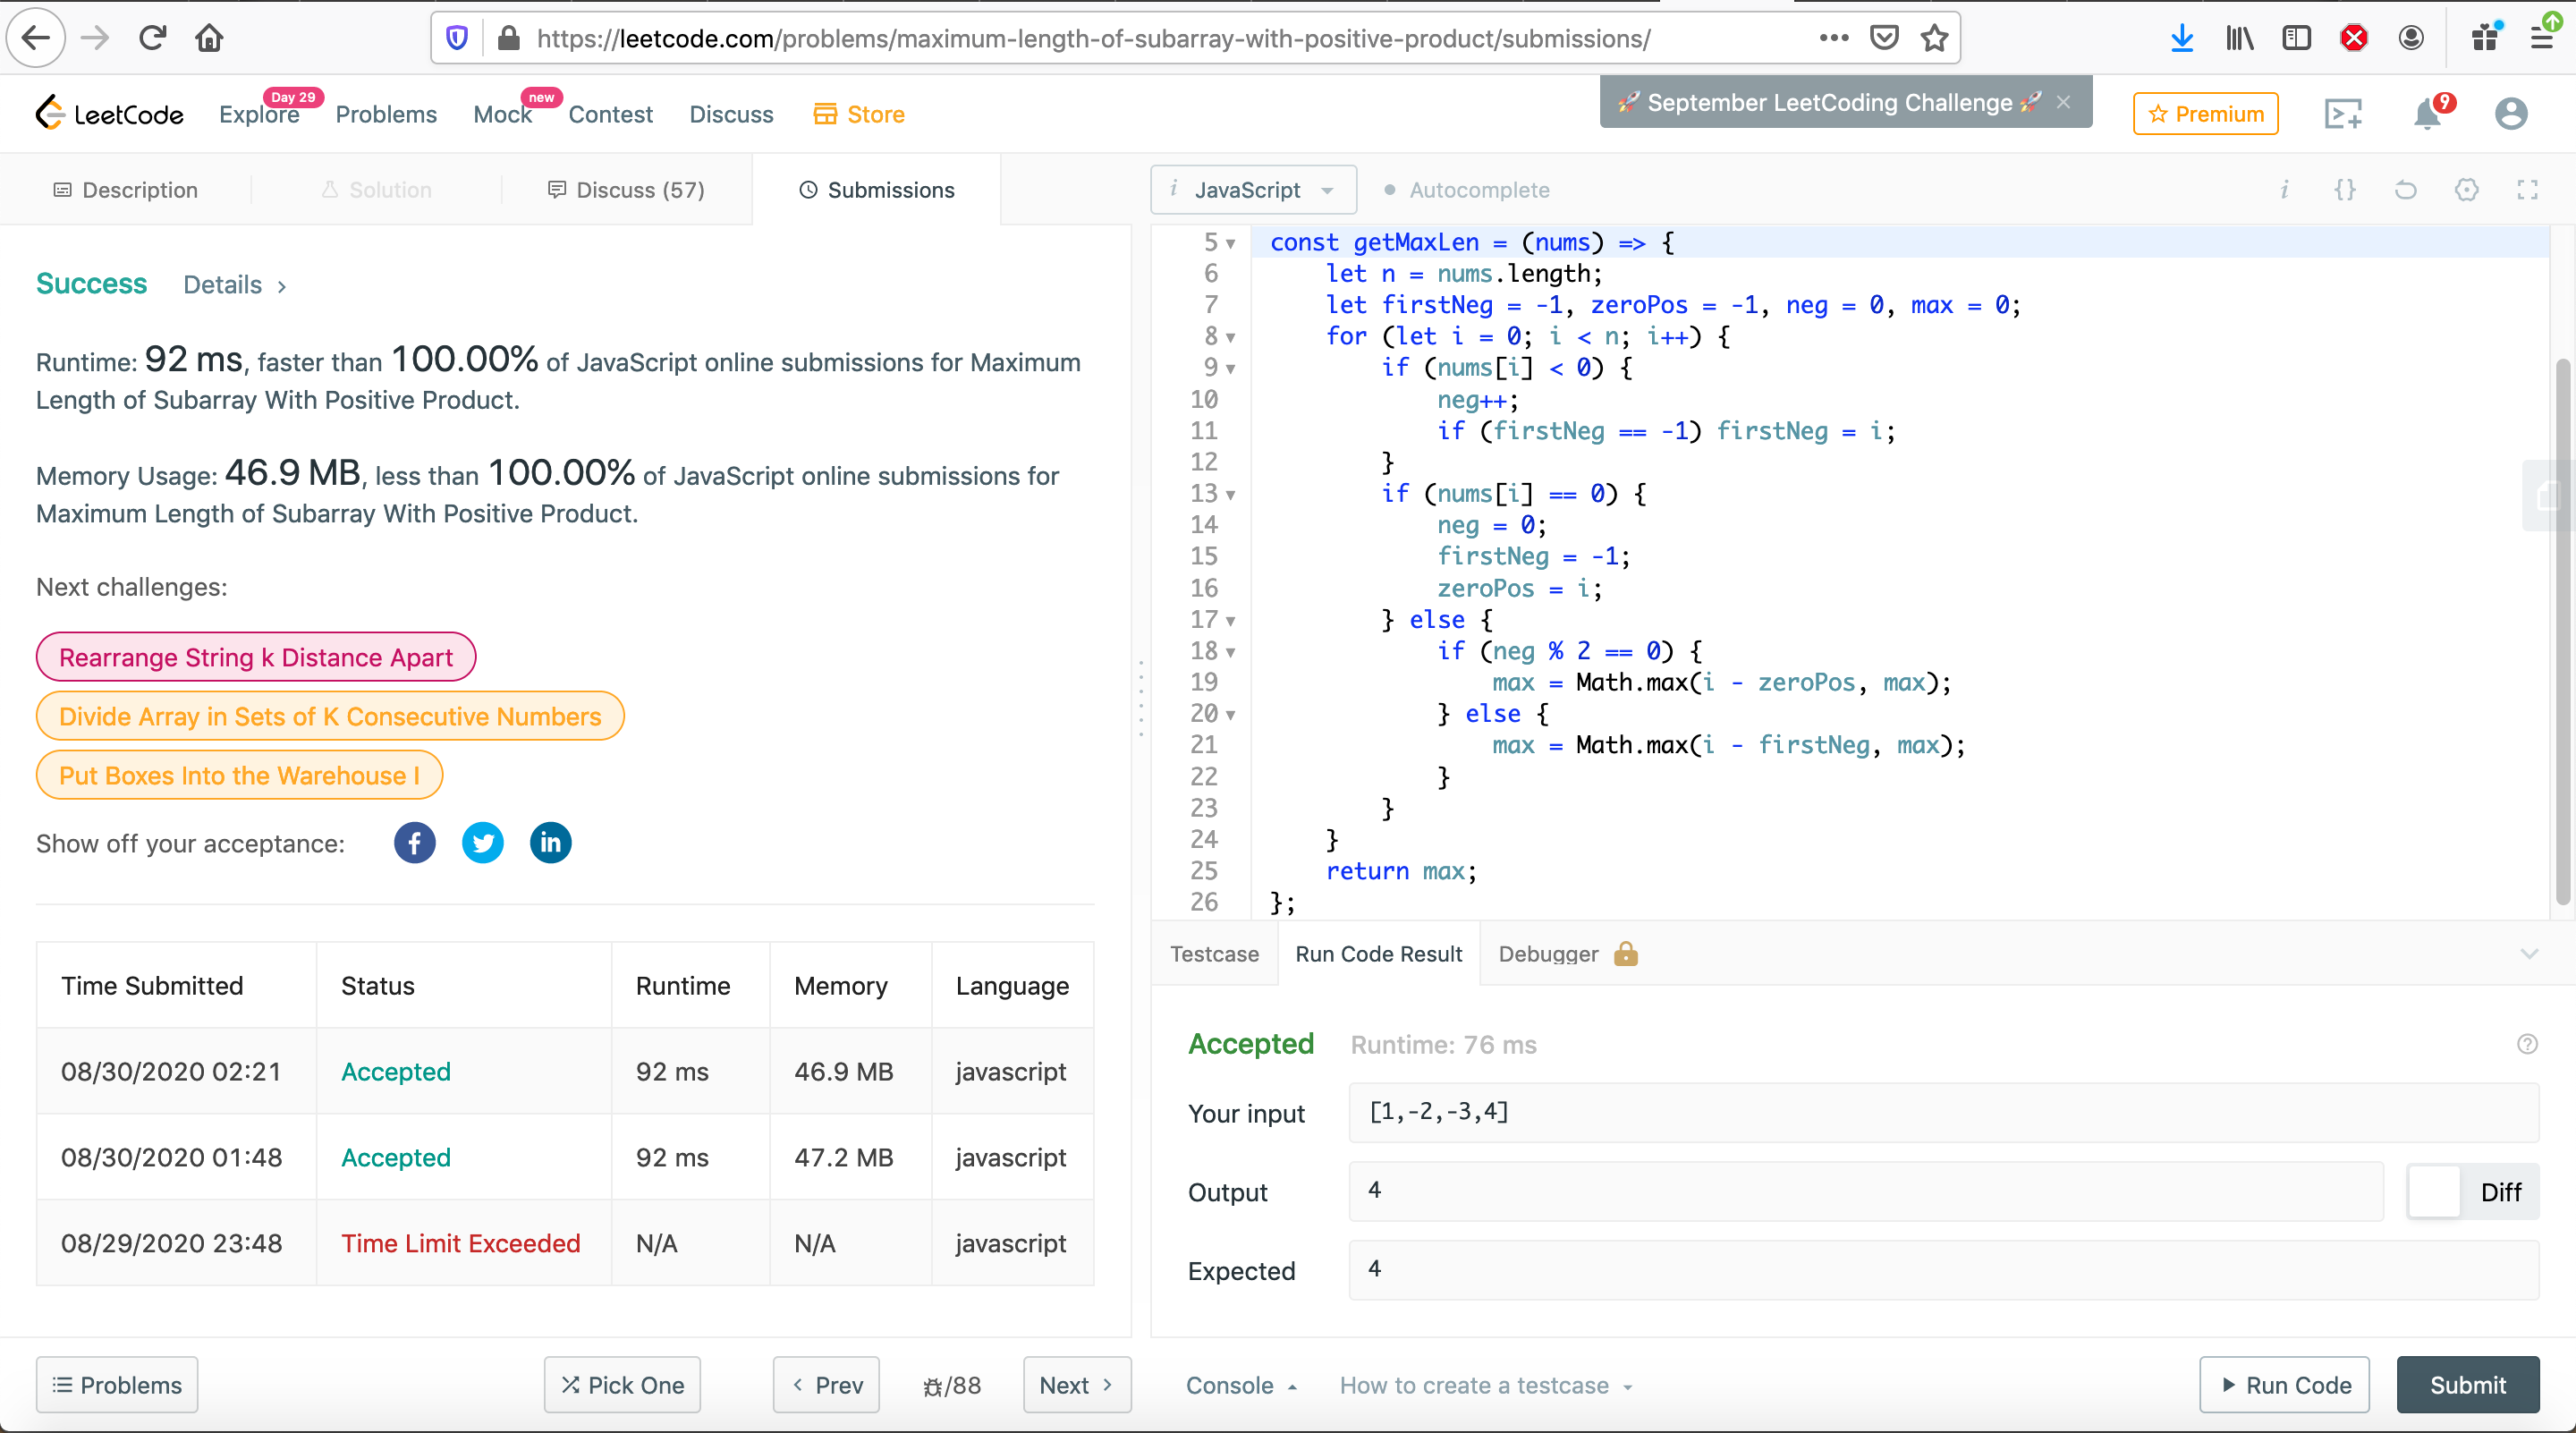 https://leetcode.com/problems/maximum-length-of-subarray-with-positive-product/submissions/
LeetCode
Explore
Day 29
Problems
Mock
new
Contest
Discuss
Store
🚀 September LeetCoding Challenge 🚀
Premium
9
Description
Solution
Discuss (57)
Submissions
Success Details
Runtime: 92 ms, faster than 100.00% of JavaScript online submissions for Maximum
Length of Subarray With Positive Product.
Memory Usage: 46.9 MB, less than 100.00% of JavaScript online submissions for
Maximum Length of Subarray With Positive Product.
Next challenges:
Rearrange String k Distance Apart
Divide Array in Sets of K Consecutive Numbers
Put Boxes Into the Warehouse I
Show off your acceptance:
Time Submitted Status Runtime Memory Language
08/30/2020 02:21 Accepted 92 ms 46.9 MB javascript
08/30/2020 01:48 Accepted 92 ms 47.2 MB javascript
08/29/2020 23:48 Time Limit Exceeded N/A N/A javascript
Problems
Pick One
Prev
/88
Next
i JavaScript
Autocomplete
5 const getMaxLen = (nums) => {
6 let n = nums.length;
7 let firstNeg = -1, zeroPos = -1, neg = 0, max = 0;
8 for (let i = 0; i < n; i++) {
9 if (nums[i] < 0) {
10 neg++;
11 if (firstNeg == -1) firstNeg = i;
12 }
13 if (nums[i] == 0) {
14 neg = 0;
15 firstNeg = -1;
16 zeroPos = i;
17 } else {
18 if (neg % 2 == 0) {
19 max = Math.max(i - zeroPos, max);
20 } else {
21 max = Math.max(i - firstNeg, max);
22 }
23 }
24 }
25 return max;
26 };
Testcase
Run Code Result
Debugger
Accepted Runtime: 76 ms
Your input [1,-2,-3,4]
Output 4
Diff
Expected 4
Console
How to create a testcase
Run Code
Submit